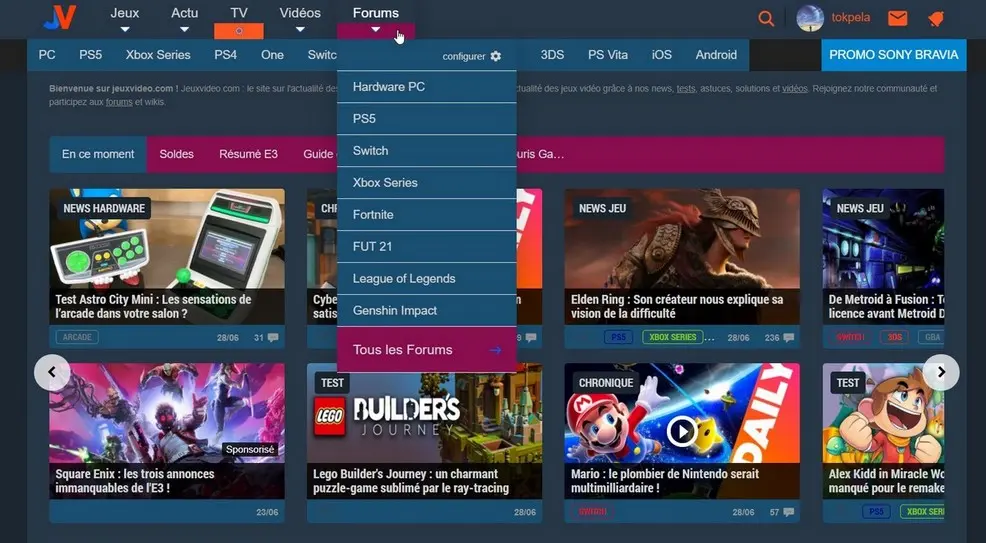 JV
Jeux
Actu
TV
Vidéos
Forums
tokpela
PC
PS5
Xbox Series
PS4
One
Switc
configurer
3DS
PS Vita
iOS
Android
PROMO SONY BRAVIA
Bienvenue sur jeuxvideo.com ! Jeuxvideo.com : le site sur l'actualité des
tualité des jeux vidéo grâce à nos news, tests, astuces, solutions et vidéos. Rejoignez notre communauté et
participez aux forums et wikis.
Hardware PC
PS5
Switch
Xbox Series
Fortnite
FUT 21
League of Legends
Genshin Impact
Tous les Forums
En ce moment
Soldes
Résumé E3
Guide
ouris Ga…
NEWS HARDWARE
Test Astro City Mini : Les sensations de
l'arcade dans votre salon ?
ARCADE
28/06
31
CHR
Cybe
satis
n
9
NEWS JEU
Elden Ring : Son créateur nous explique sa
vision de la difficulté
PS5
XBOX SERIES
...
28/06
236
NEWS JEU
De Metroid à Fusion : T
licence avant Metroid D
SWITCH
3DS
GBA
Sponsorisé
Square Enix : les trois annonces
immanquables de l'E3 !
23/06
TEST
LEGO
BUILDER'S
JOURNEY
Lego Builder's Journey : un charmant
puzzle-game sublimé par le ray-tracing
28/06
CHRONIQUE
DAILY
Mario : le plombier de Nintendo serait
multimilliardaire !
SWITCH
28/06
57
TEST
Alex Kidd in Miracle Wo
manqué pour le remake
PS5
XBOX SERI